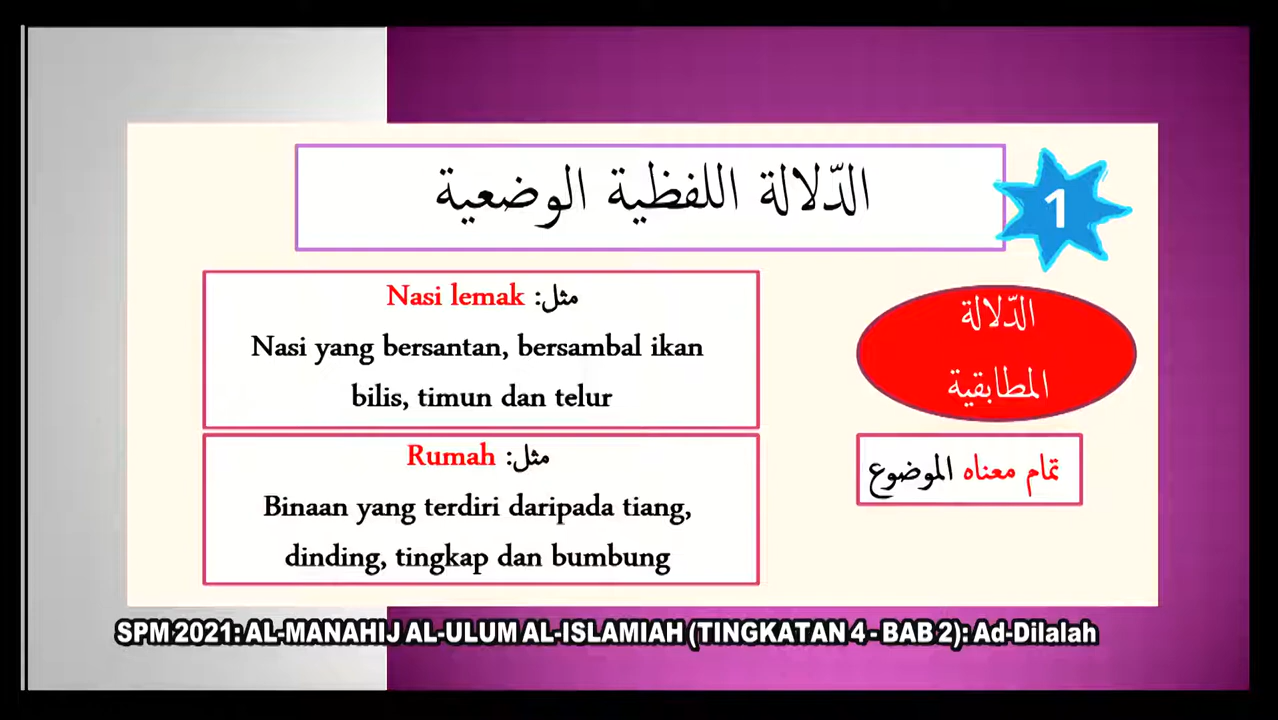 الدّلالة اللفظية الوضعية
1
الدّلالة
المطابقية
تمام معناه الموضوع
مثل: Nasi lemak
Nasi yang bersantan, bersambal ikan
bilis, timun dan telur
مثل: Rumah
Binaan yang terdiri daripada tiang,
dinding, tingkap dan bumbung
SPM 2021: AL-MANAHIJ AL-ULUM AL-ISLAMIAH (TINGKATAN 4 - BAB 2): Ad-Dilalah